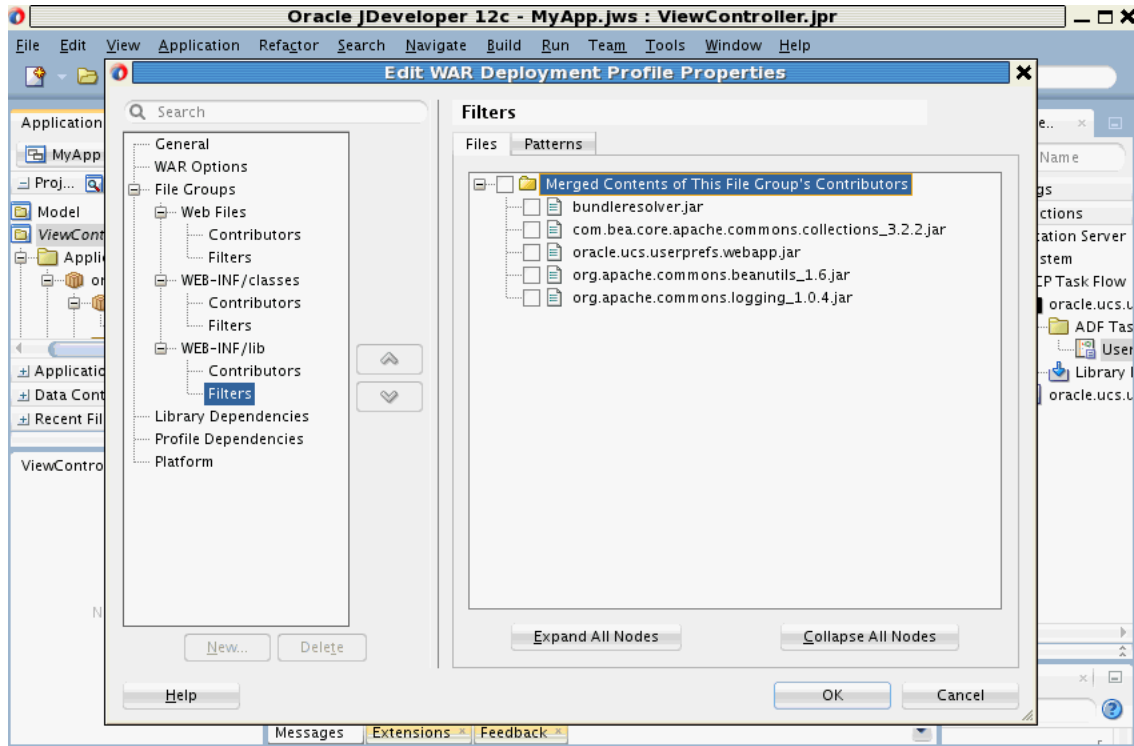 Oracle JDeveloper 12c - MyApp.jws : ViewController.jpr
File Edit View Application Refactor Search Navigate Build Run Team Tools Window Help
Edit WAR Deployment Profile Properties
Search
General
WAR Options
File Groups
Web Files
Contributors
Filters
WEB-INF/classes
Contributors
Filters
WEB-INF/lib
Contributors
Filters
Library Dependencies
Profile Dependencies
Platform
New... Delete
Help
Filters
Files Patterns
Merged Contents of This File Group's Contributors
bundleresolver.jar
com.bea.core.apache.commons.collections_3.2.2.jar
oracle.ucs.userprefs.webapp.jar
org.apache.commons.beanutils_1.6.jar
org.apache.commons.logging_1.0.4.jar
Expand All Nodes Collapse All Nodes
OK Cancel
Application
MyApp
Proj...
Model
ViewCont
Appli
or
Applicatio
Data Cont
Recent Fil
ViewContro
N
e..
Name
gs
ctions
ation Server
stem
P Task Flow
oracle.ucs.u
ADF Tas
User
Library
oracle.ucs.u
Messages Extensions Feedback